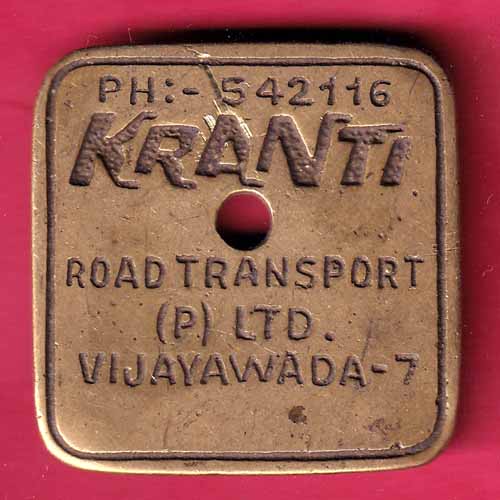 PH:- 542116
KRANTI
ROAD TRANSPORT
(P) LTD.
VIJAYAWADA-7